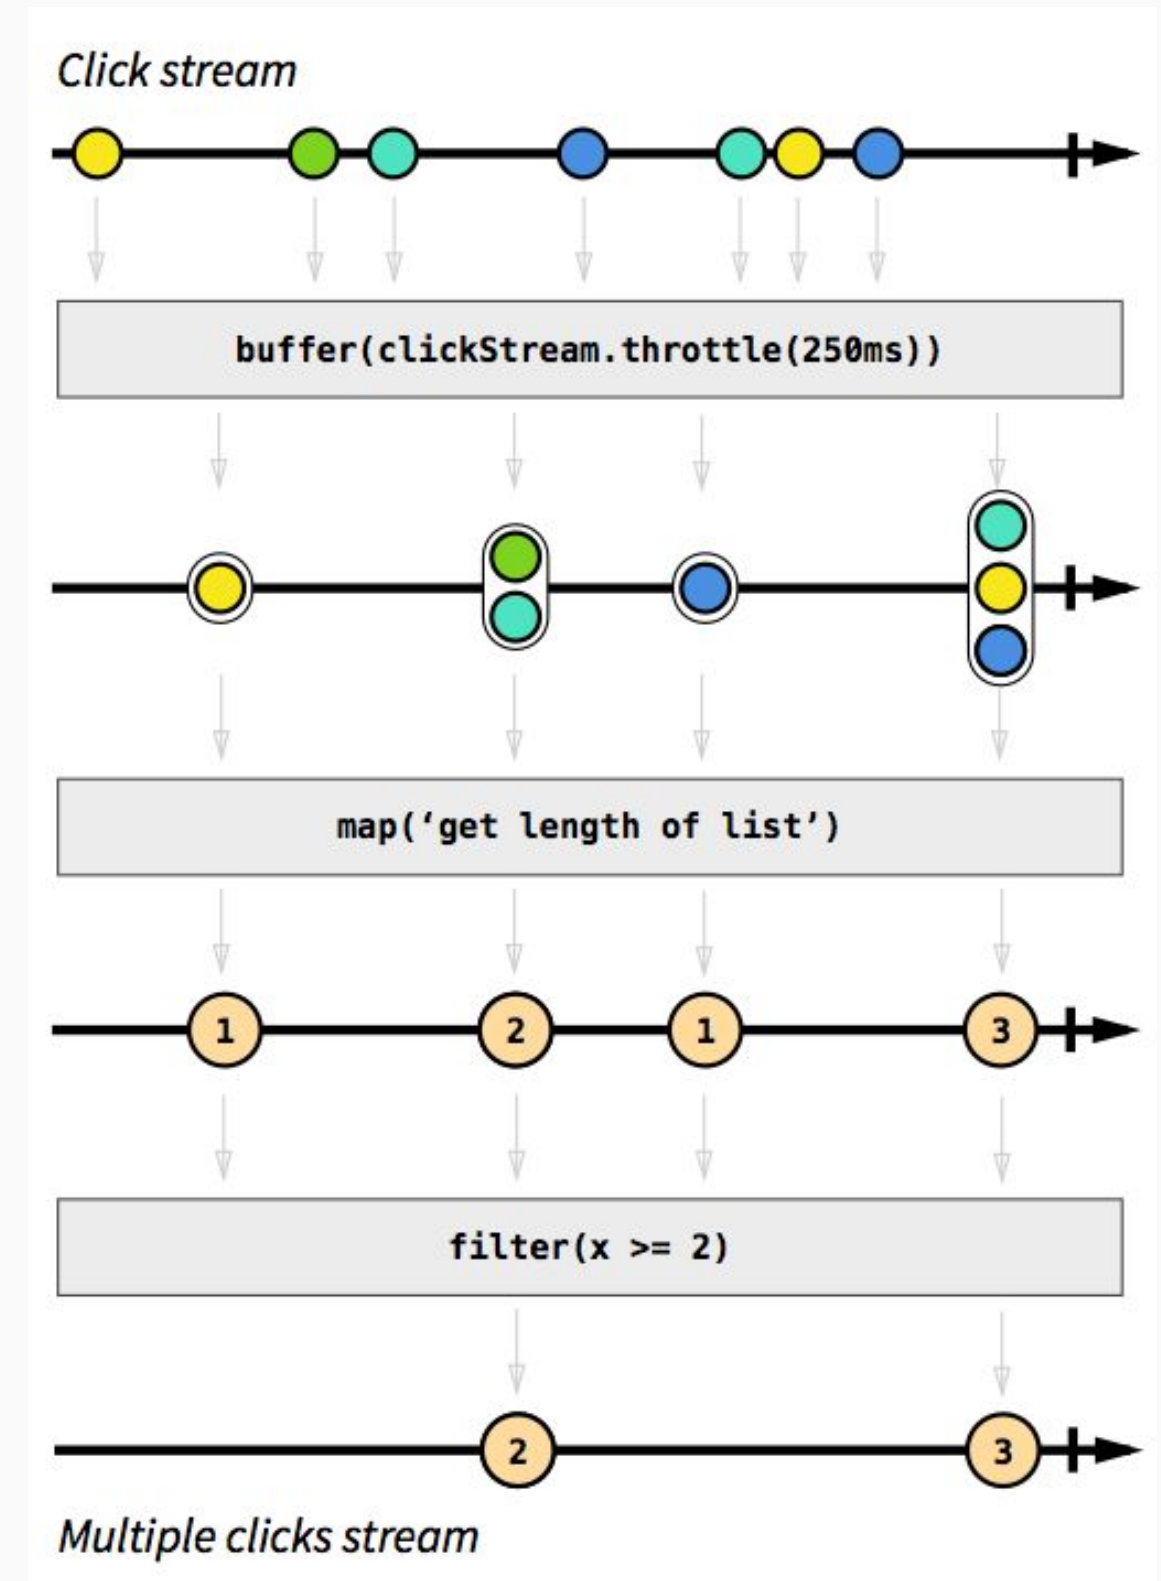 Click stream
buffer(clickStream.throttle(250ms))
map(‘get length of list’)
1 2 1 3
filter(x >= 2)
2 3
Multiple clicks stream